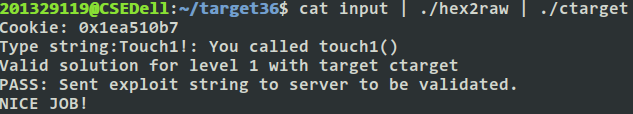 201329119@CSEDell:~/target36$ cat input | ./hex2raw | ./ctarget
Cookie: 0x1ea510b7
Type string:Touch1!: You called touch1()
Valid solution for level 1 with target ctarget
PASS: Sent exploit string to server to be validated.
NICE JOB!